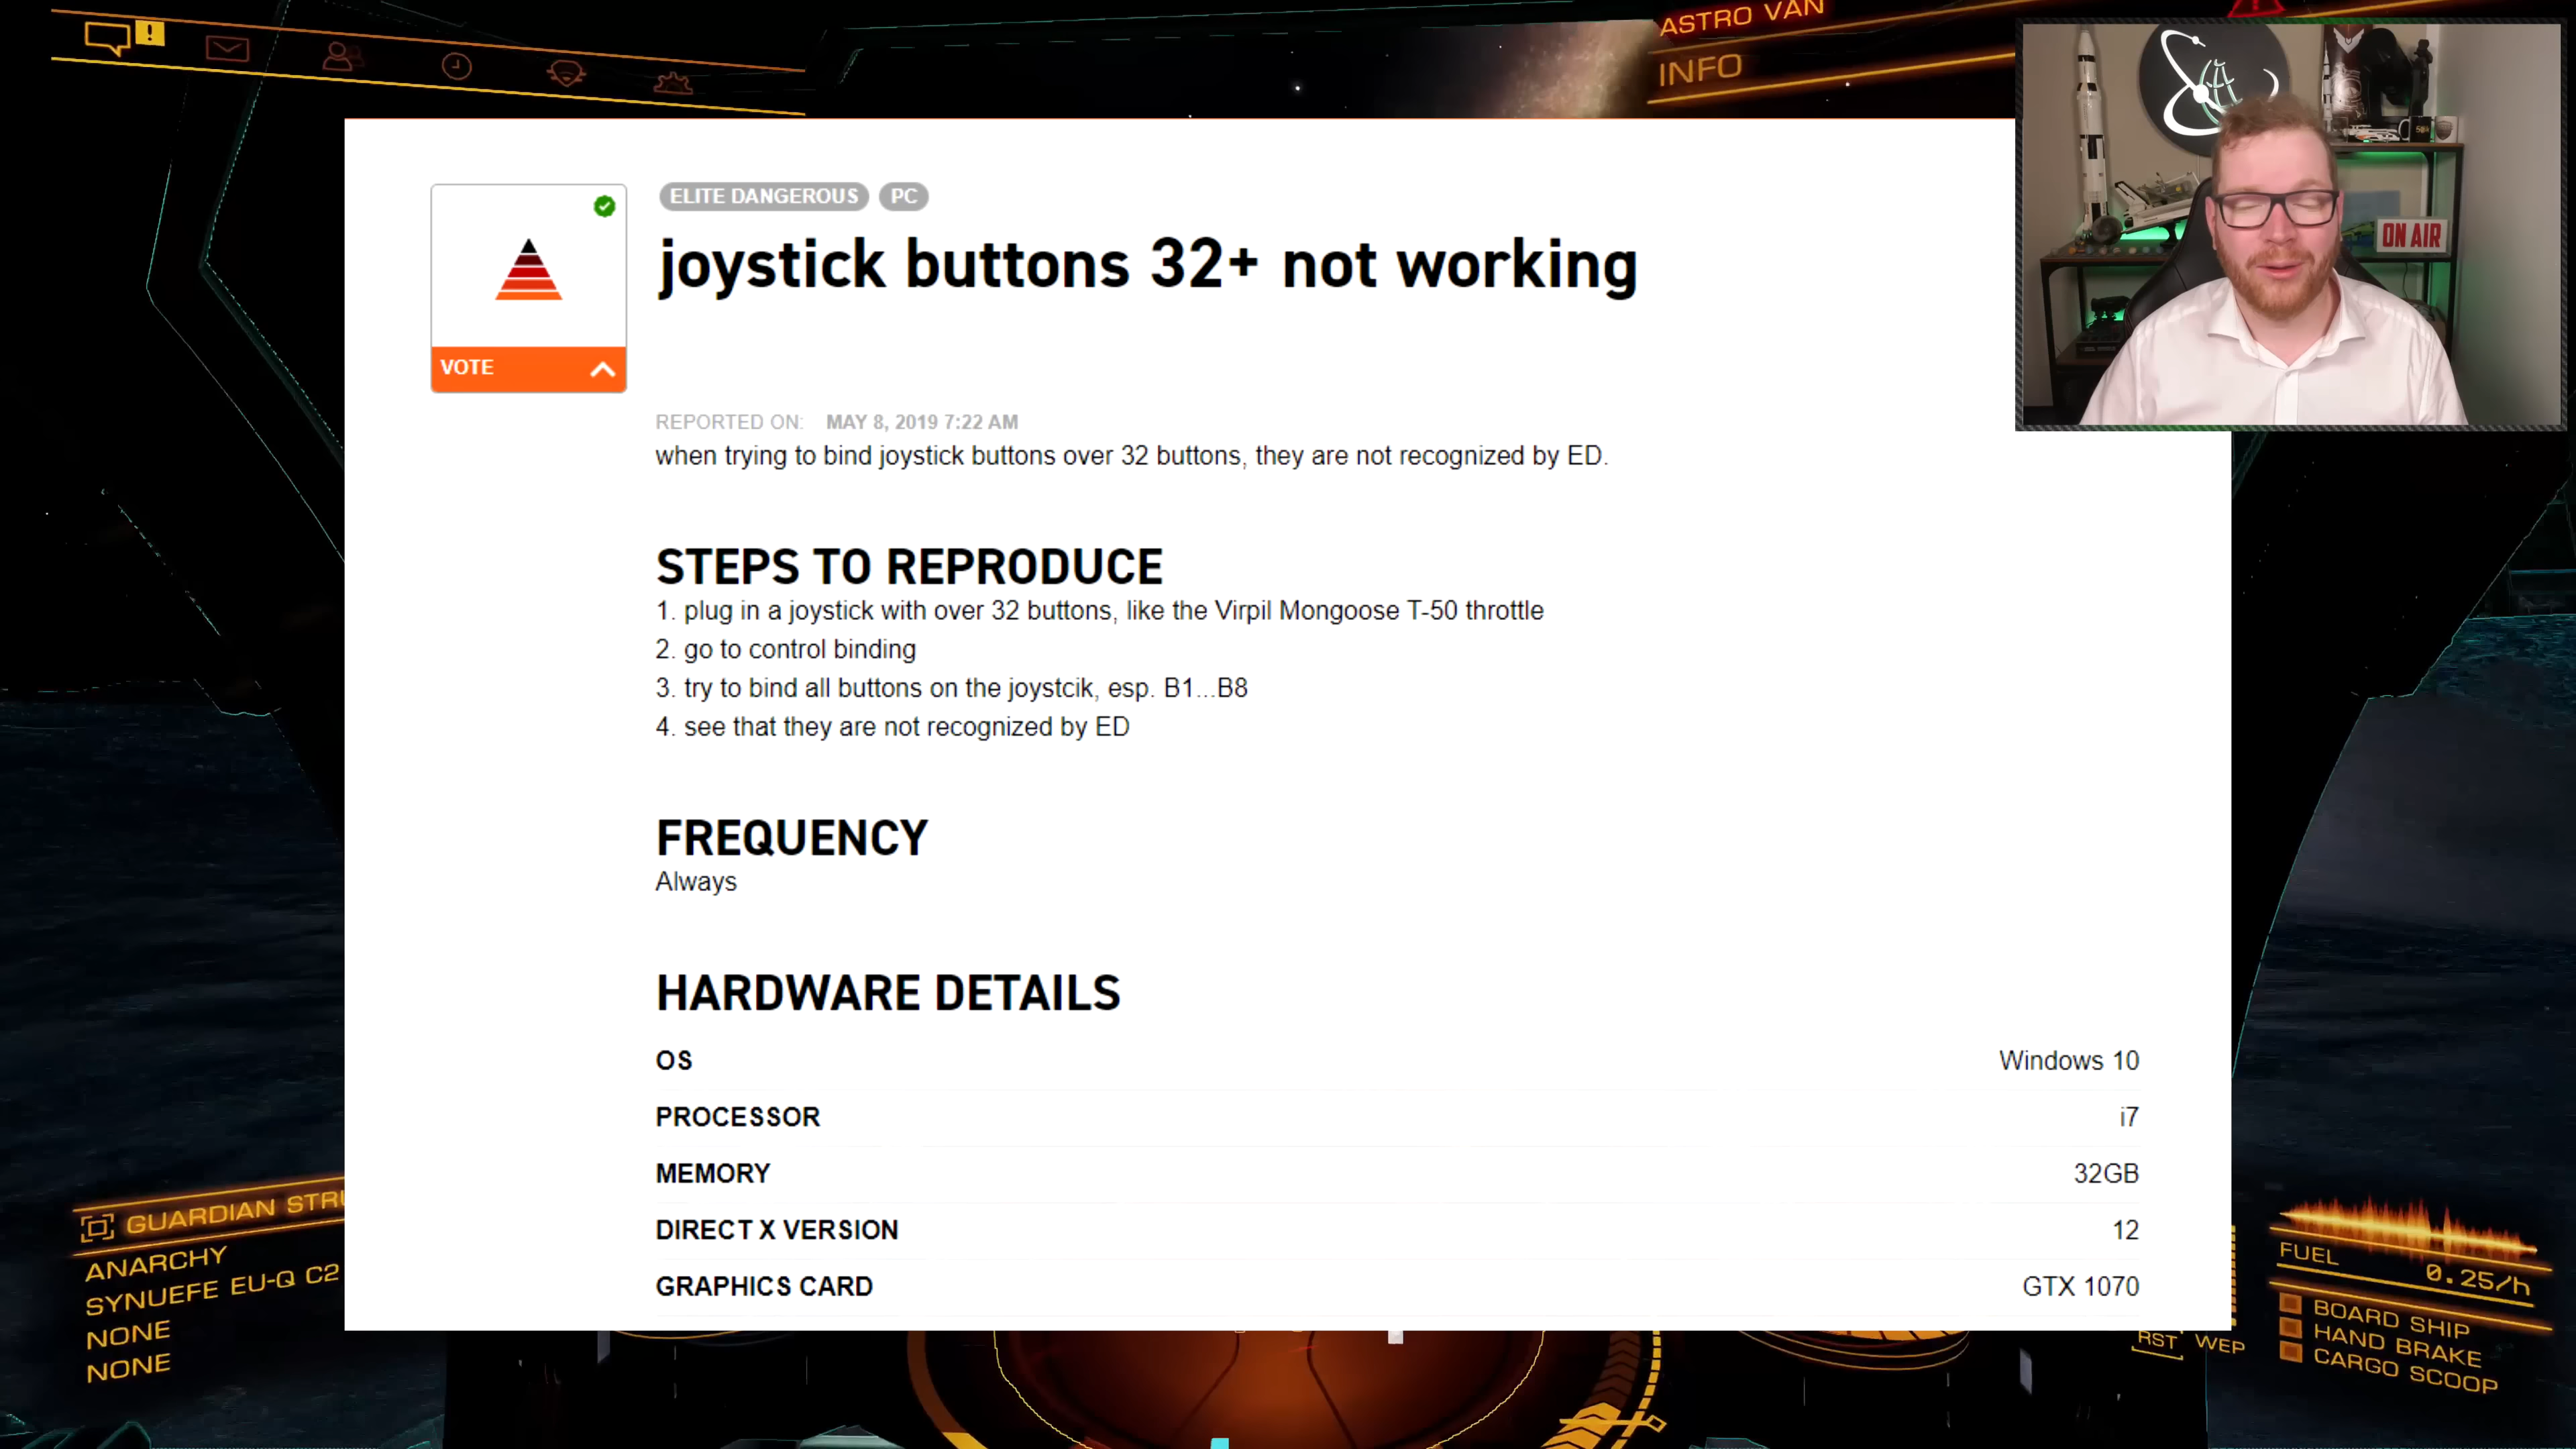 !
ASTRO VAN
INFO
ELITE DANGEROUS PC
joystick buttons 32+ not working
VOTE
REPORTED ON: MAY 8, 2019 7:22 AM
when trying to bind joystick buttons over 32 buttons, they are not recognized by ED.
STEPS TO REPRODUCE
1. plug in a joystick with over 32 buttons, like the Virpil Mongoose T-50 throttle
2. go to control binding
3. try to bind all buttons on the joystcik, esp. B1...B8
4. see that they are not recognized by ED
FREQUENCY
Always
HARDWARE DETAILS
OS Windows 10
PROCESSOR i7
MEMORY 32GB
DIRECT X VERSION 12
GRAPHICS CARD GTX 1070
ON AIR
GUARDIAN STRU
ANARCHY
SYNUEFE EU-Q C2
NONE
NONE
FUEL
0.25/h
BOARD SHIP
HAND BRAKE
CARGO SCOOP
RST WEP